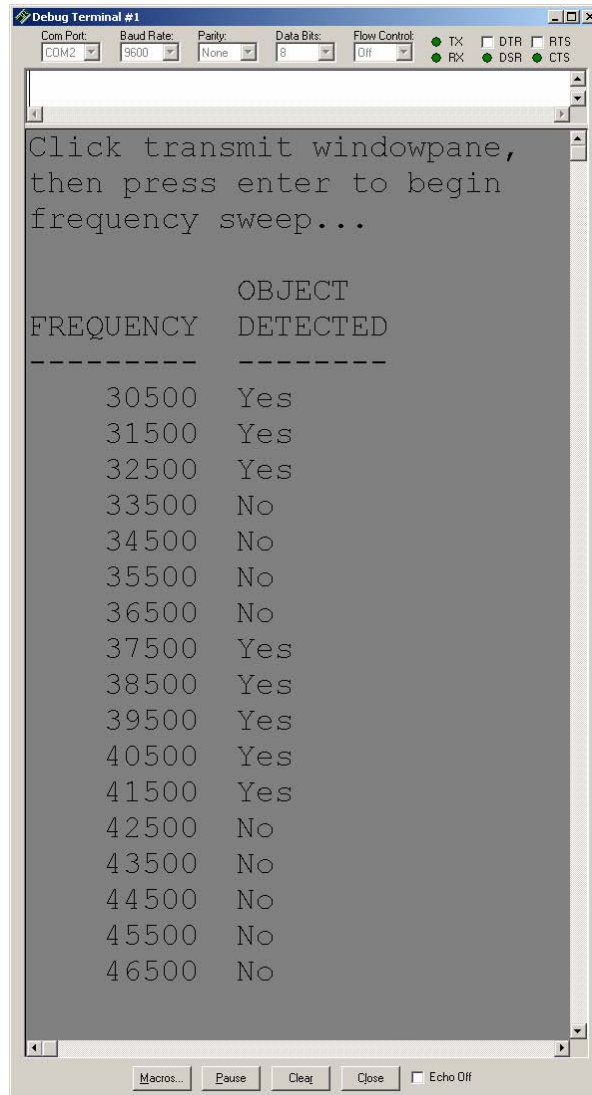 Debug Terminal #1
Com Port: Baud Rate: Parity: Data Bits: Flow Control: TX DTR RTS
COM2 9600 None 8 Off RX DSR CTS
Click transmit windowpane,
then press enter to begin
frequency sweep...
OBJECT
FREQUENCY DETECTED
--------- --------
30500 Yes
31500 Yes
32500 Yes
33500 No
34500 No
35500 No
36500 No
37500 Yes
38500 Yes
39500 Yes
40500 Yes
41500 Yes
42500 No
43500 No
44500 No
45500 No
46500 No
Macros... Pause Clear Close Echo Off